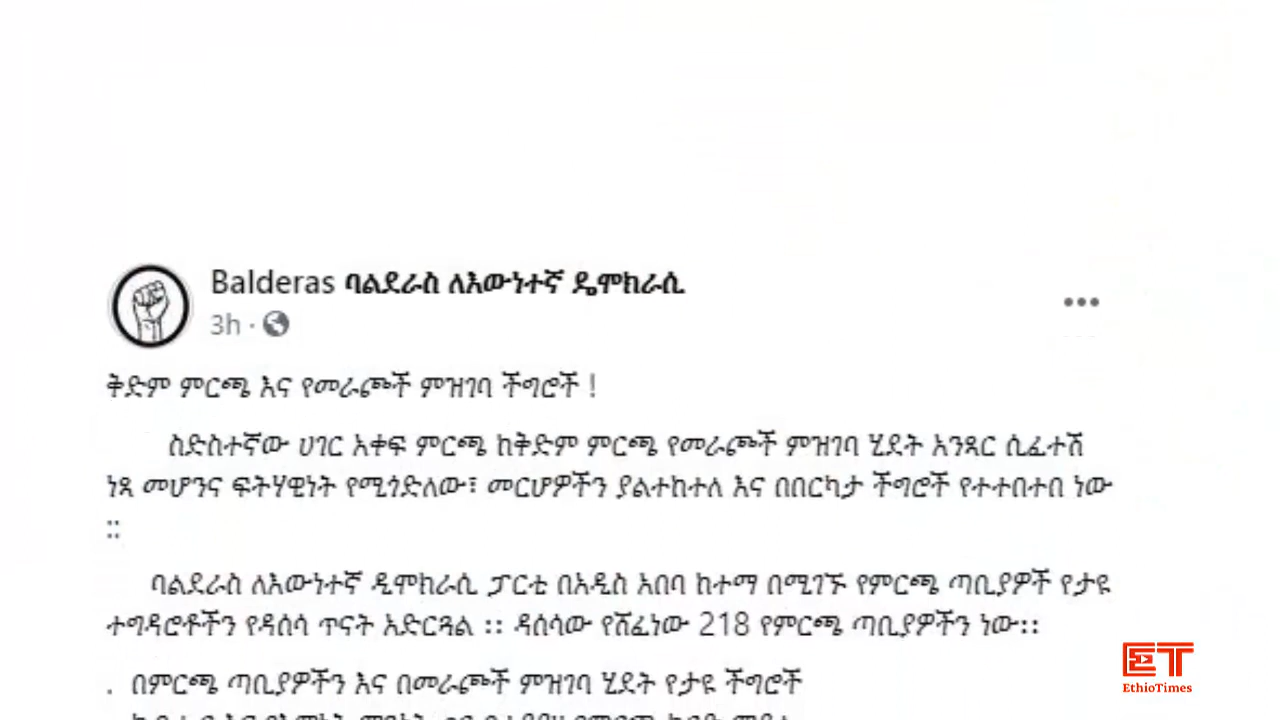 Balderas ባልደራስ ለእውነተኛ ዴሞክራሲ
3h ·
ቅድም ምርጫ እና የመራጮች ምዝገባ ችግሮች !
ስድስተኛው ሀገር አቀፍ ምርጫ ከቅድም ምርጫ የመራጮች ምዝገባ ሂደት አንጻር ሲፈተሽ
ነጻ መሆንና ፍትሃዊነት የሚጎድለው፣ መርሆዎችን ያልተከተለ እና በበርካታ ችግሮች የተተበተበ ነው
::
ባልደራስ ለእውነተኛ ዲሞክራሲ ፓርቲ በአዲስ አበባ ከተማ በሚገኙ የምርጫ ጣቢያዎች የታዩ
ተግዳሮቶችን የዳሰሳ ጥናት አድርጓል ፡፡ ዳሰሳው የሸፈነው 218 የምርጫ ጣቢያዎችን ነው፡፡
. በምርጫ ጣቢያዎችን እና በመራጮች ምዝገባ ሂደት የታዩ ችግሮች
ET
EthioTimes